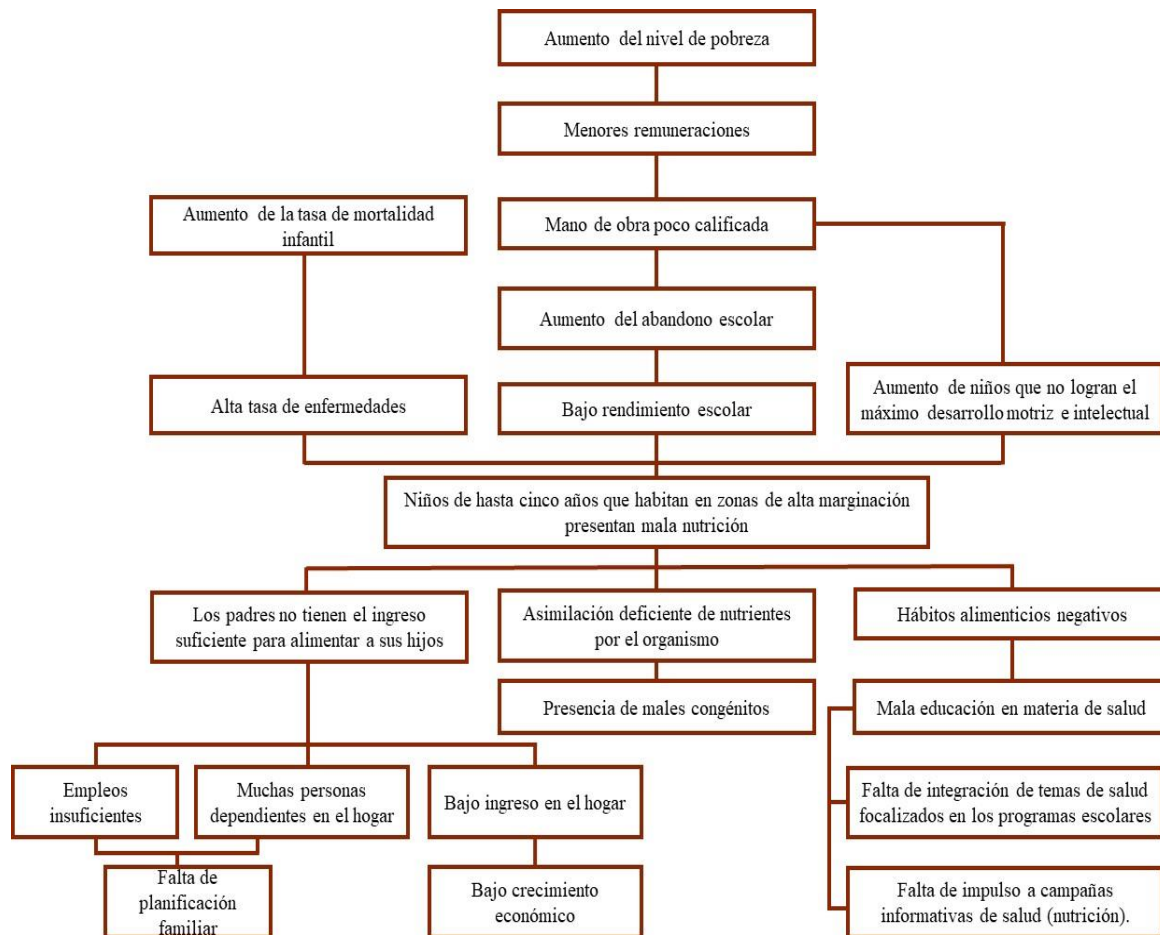 Aumento del nivel de pobreza
Menores remuneraciones
Aumento de la tasa de mortalidad
infantil
Mano de obra poco calificada
Aumento del abandono escolar
Alta tasa de enfermedades
Bajo rendimiento escolar
Aumento de niños que no logran el
máximo desarrollo motriz e intelectual
Niños de hasta cinco años que habitan en zonas de alta marginación
presentan mala nutrición
Los padres no tienen el ingreso
suficiente para alimentar a sus hijos
Asimilación deficiente de nutrientes
por el organismo
Hábitos alimenticios negativos
Presencia de males congénitos
Mala educación en materia de salud
Empleos
insuficientes
Muchas personas
dependientes en el hogar
Bajo ingreso en el hogar
Falta de integración de temas de salud
focalizados en los programas escolares
Falta de
planificación
familiar
Bajo crecimiento
económico
Falta de impulso a campañas
informativas de salud (nutrición).